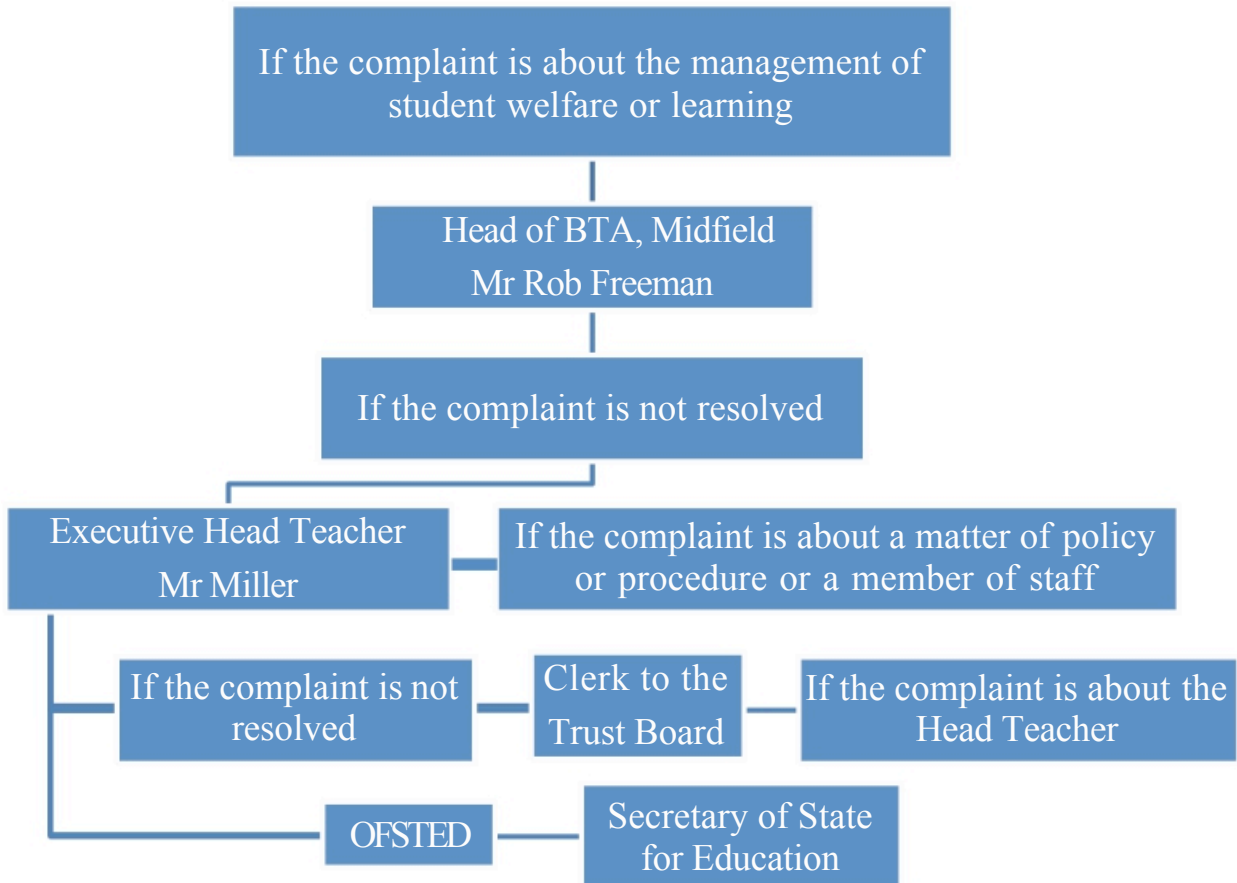 If the complaint is about the management of
student welfare or learning
Head of BTA, Midfield
Mr Rob Freeman
If the complaint is not resolved
Executive Head Teacher
Mr Miller
If the complaint is about a matter of policy
or procedure or a member of staff
If the complaint is not
resolved
Clerk to the
Trust Board
If the complaint is about the
Head Teacher
OFSTED
Secretary of State
for Education